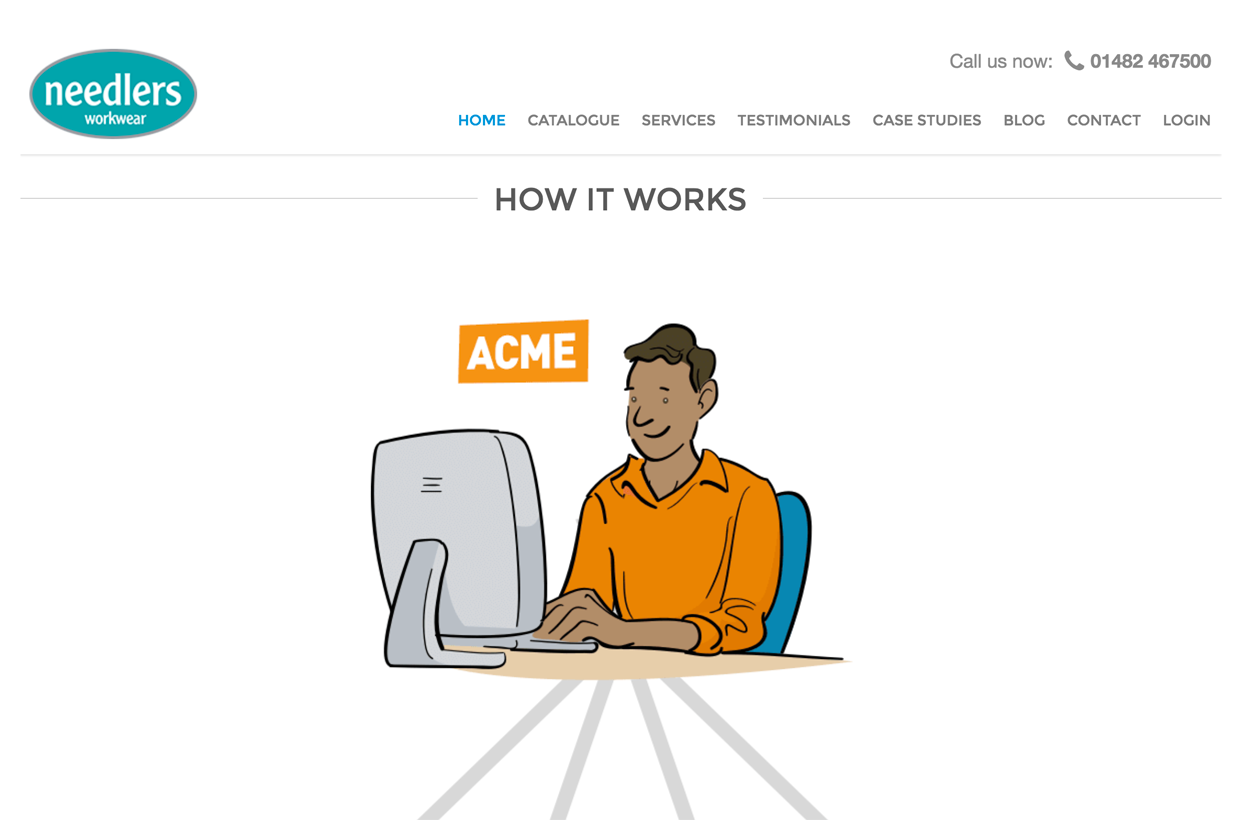 needlers
workwear
Call us now: 01482 467500
HOME CATALOGUE SERVICES TESTIMONIALS CASE STUDIES BLOG CONTACT LOGIN
HOW IT WORKS
ACME